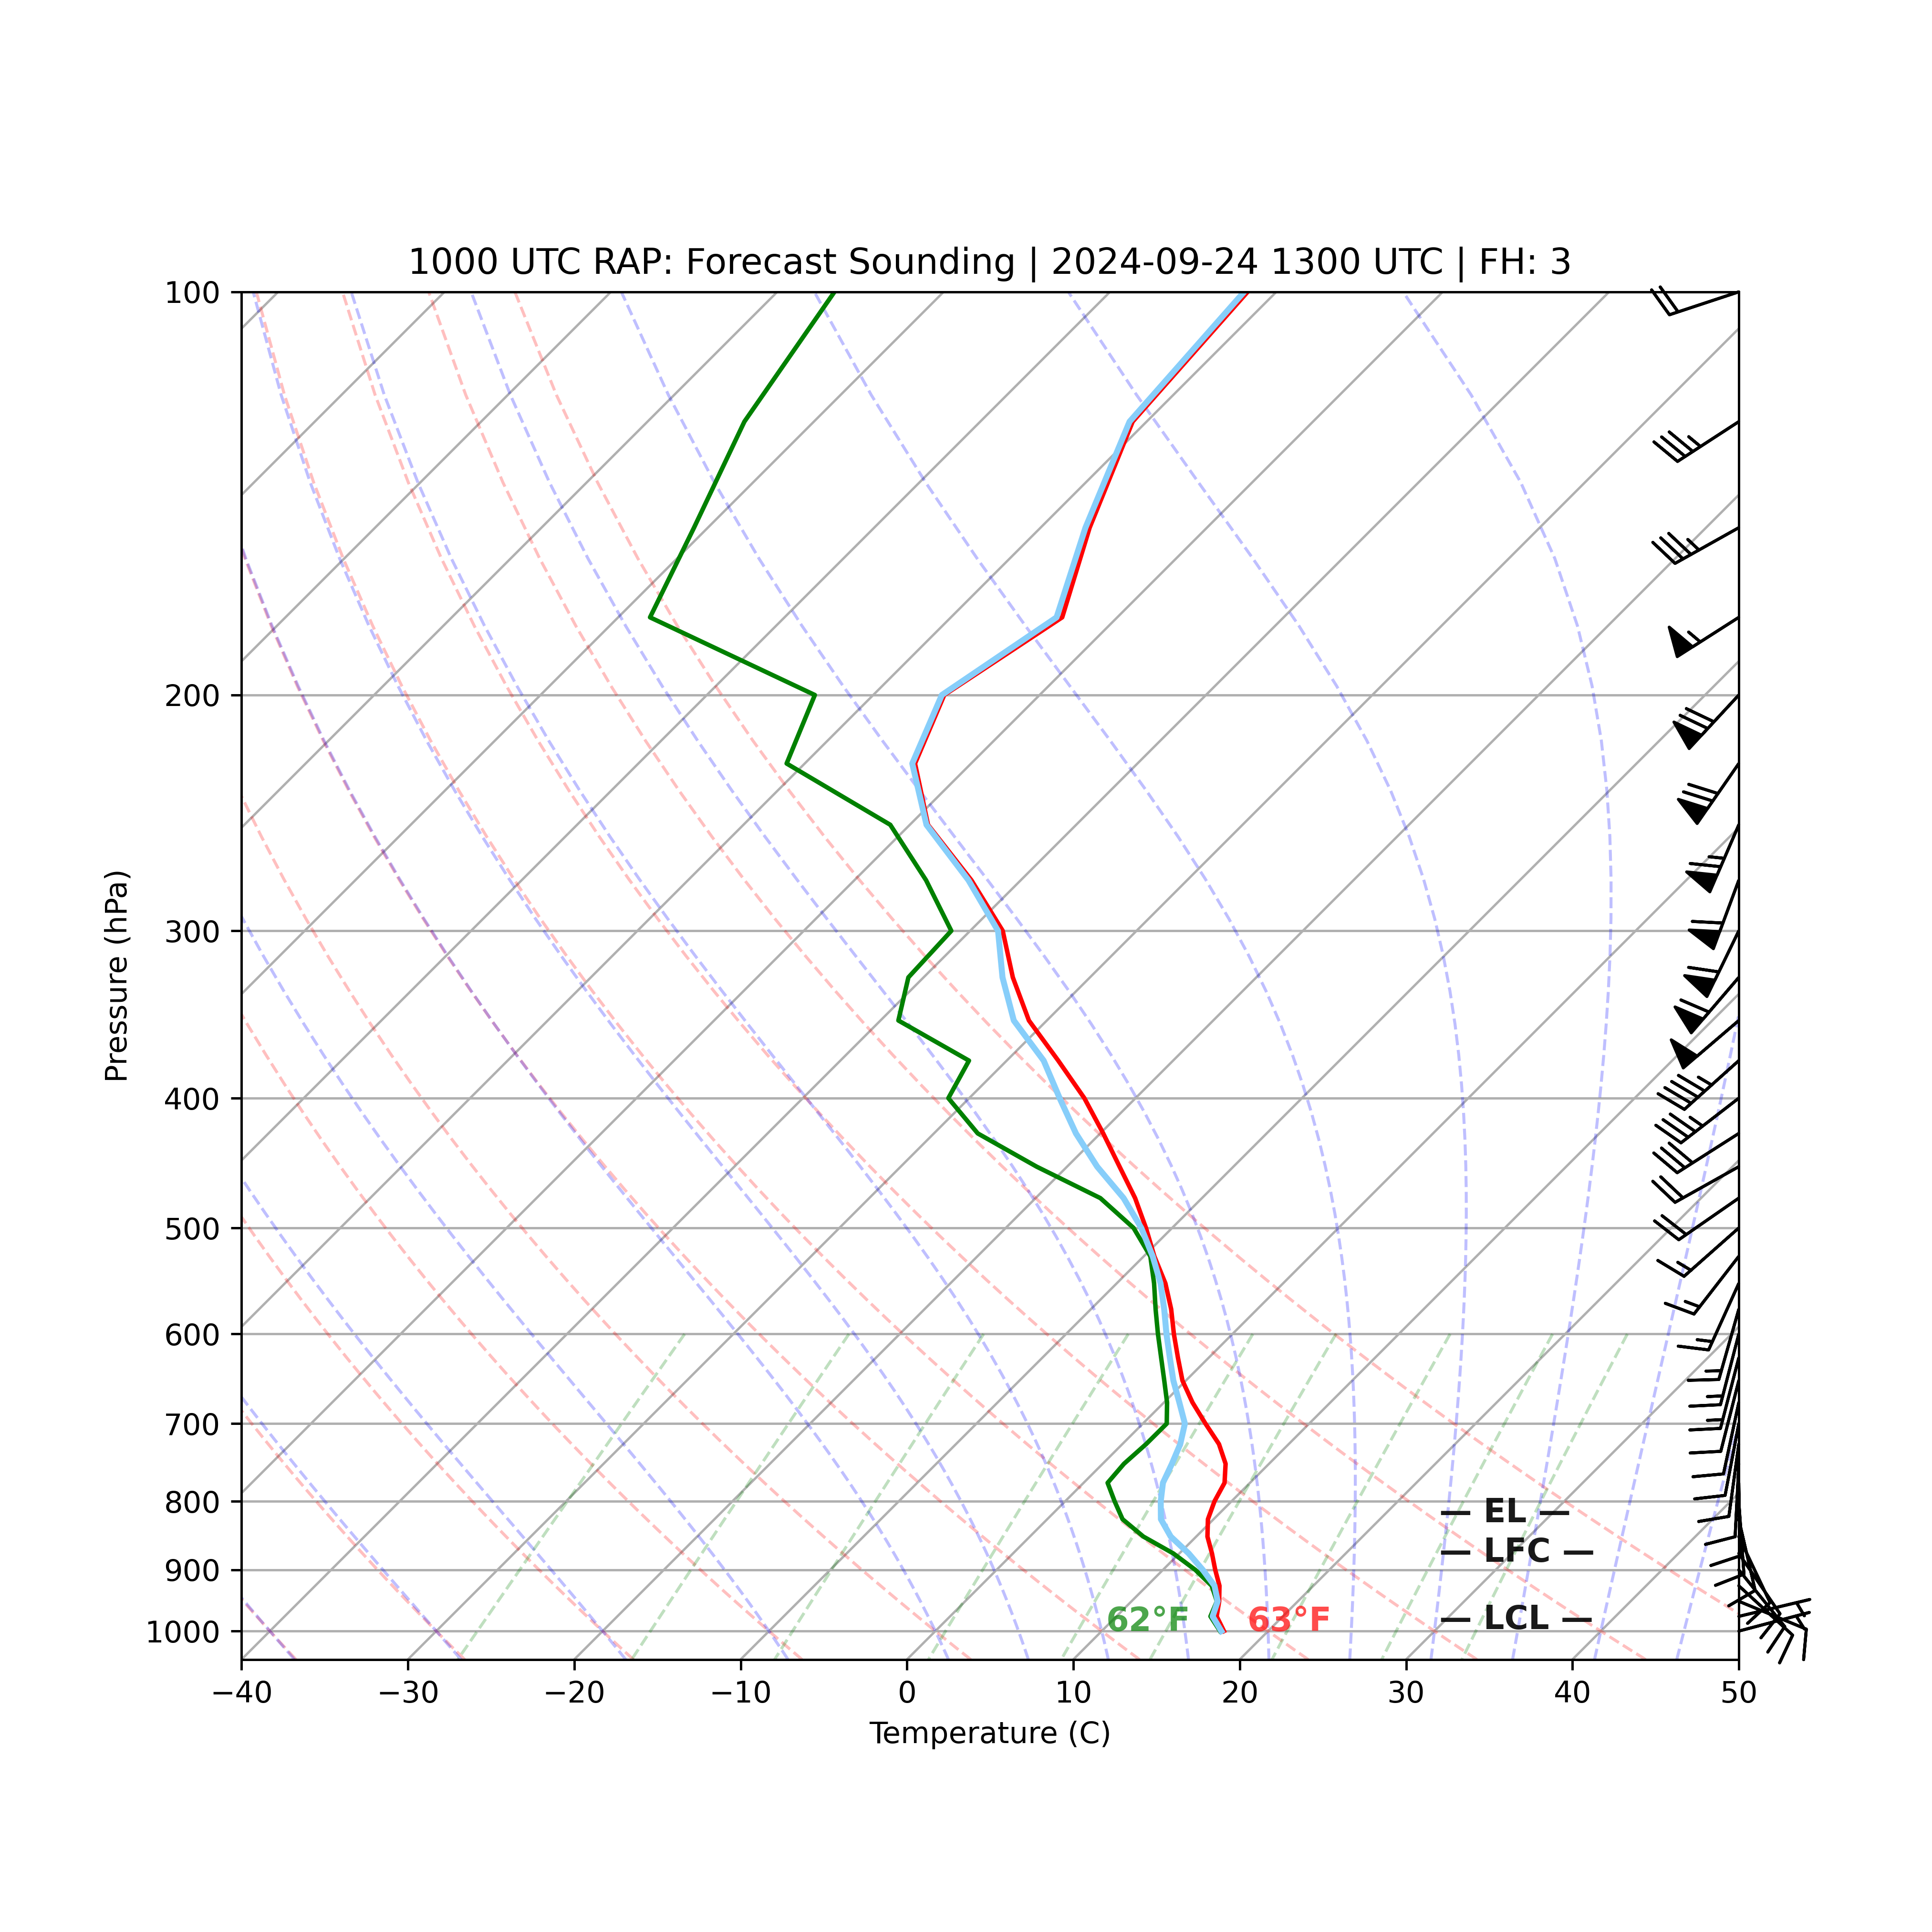 1000 UTC RAP: Forecast Sounding | 2024-09-24 1300 UTC | FH: 3
100
200
300
400
500
600
700
800
900
1000
Pressure (hPa)
— EL —
— LFC —
— LCL —
62°F 63°F
−40 −30 −20 −10 0 10 20 30 40 50
Temperature (C)